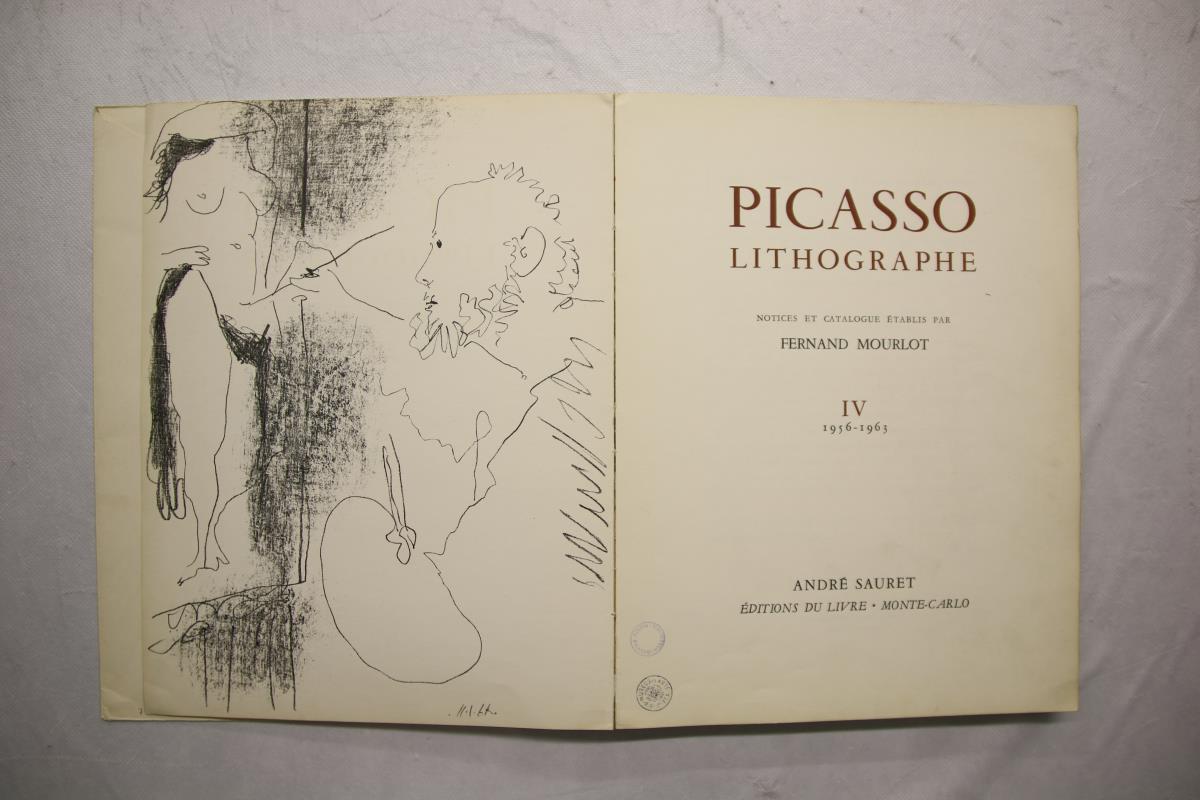 PICASSO
LITHOGRAPHE
NOTICES ET CATALOGUE ÉTABLIS PAR
FERNAND MOURLOT
IV
1956-1963
ANDRÉ SAURET
ÉDITIONS DU LIVRE • MONTE-CARLO